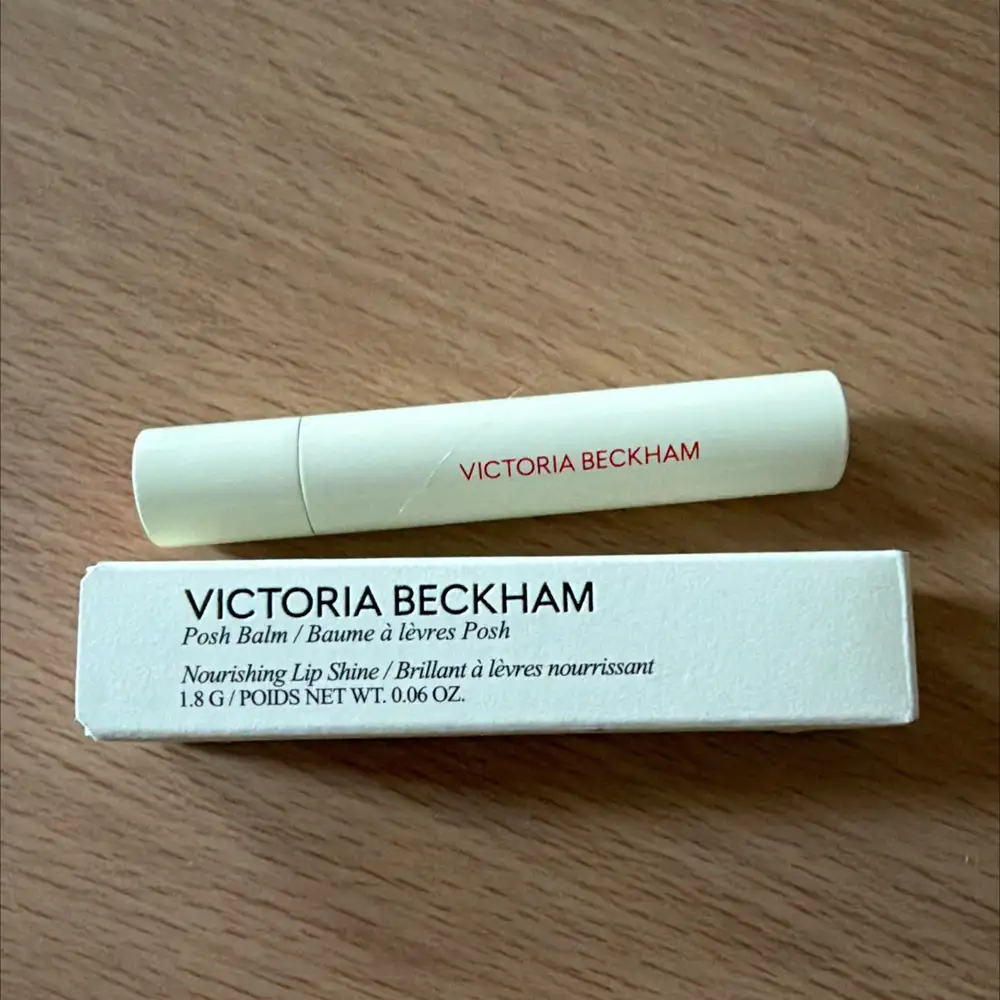 VICTORIA BECKHAM
VICTORIA BECKHAM
Posh Balm / Baume à lèvres Posh
Nourishing Lip Shine / Brillant à lèvres nourrissant
1.8 G / POIDS NET WT. 0.06 OZ.